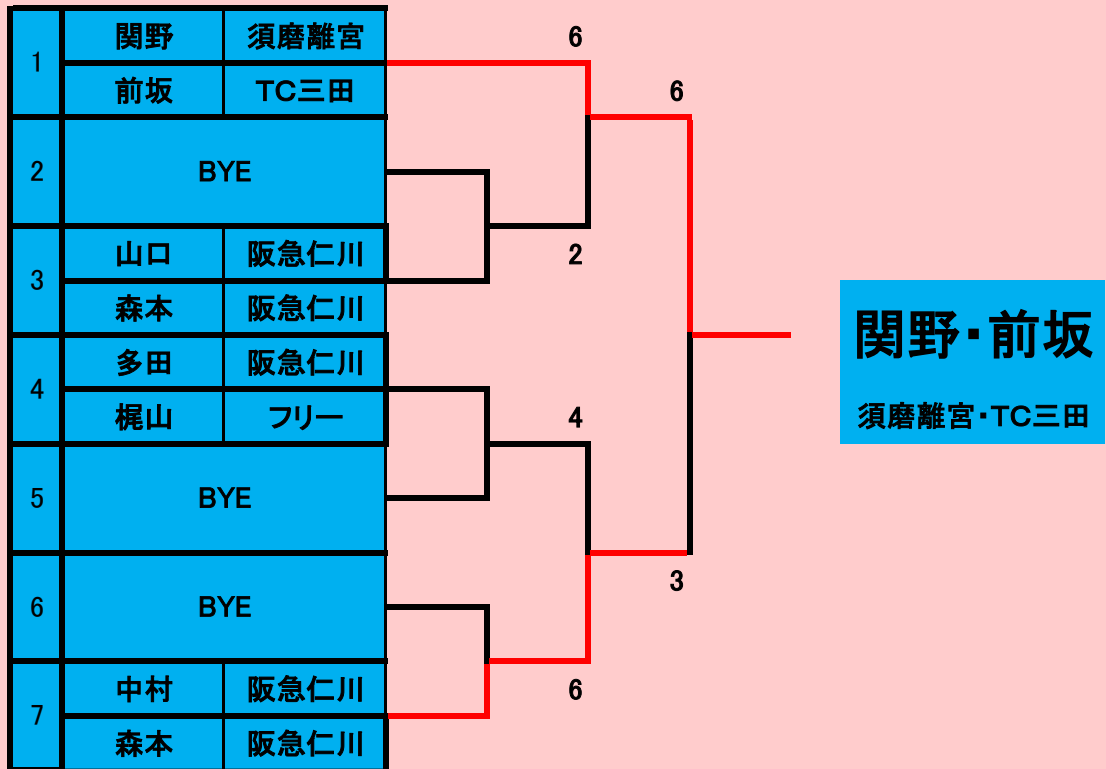 1
関野 須磨離宮
前坂 TC三田
2
BYE
3
山口 阪急仁川
森本 阪急仁川
4
多田 阪急仁川
梶山 フリー
5
BYE
6
BYE
7
中村 阪急仁川
森本 阪急仁川
6
2
4
6
6
3
関野・前坂
須磨離宮・TC三田